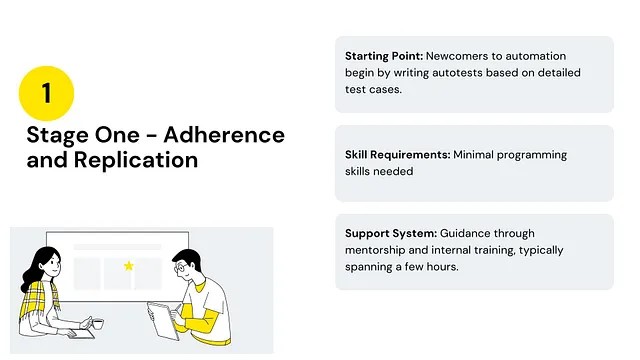 1
Stage One - Adherence
and Replication
Starting Point: Newcomers to automation
begin by writing autotests based on detailed
test cases.
Skill Requirements: Minimal programming
skills needed
Support System: Guidance through
mentorship and internal training, typically
spanning a few hours.